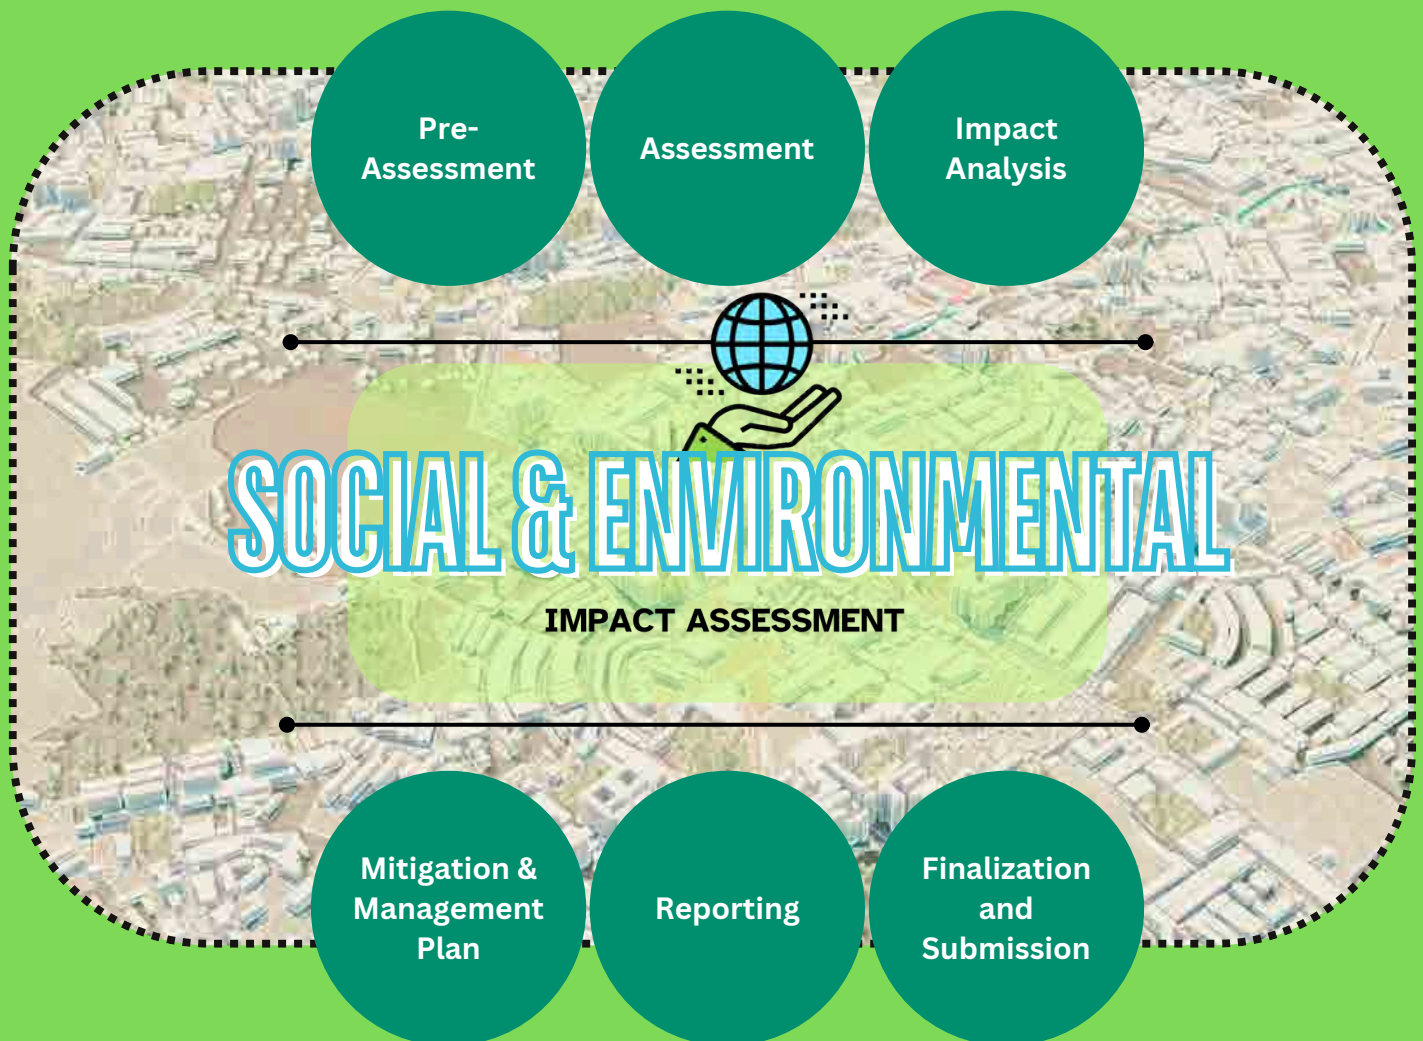 Pre-
Assessment
Assessment
Impact
Analysis
SOCIAL & ENVIRONMENTAL
IMPACT ASSESSMENT
Mitigation &
Management
Plan
Reporting
Finalization
and
Submission